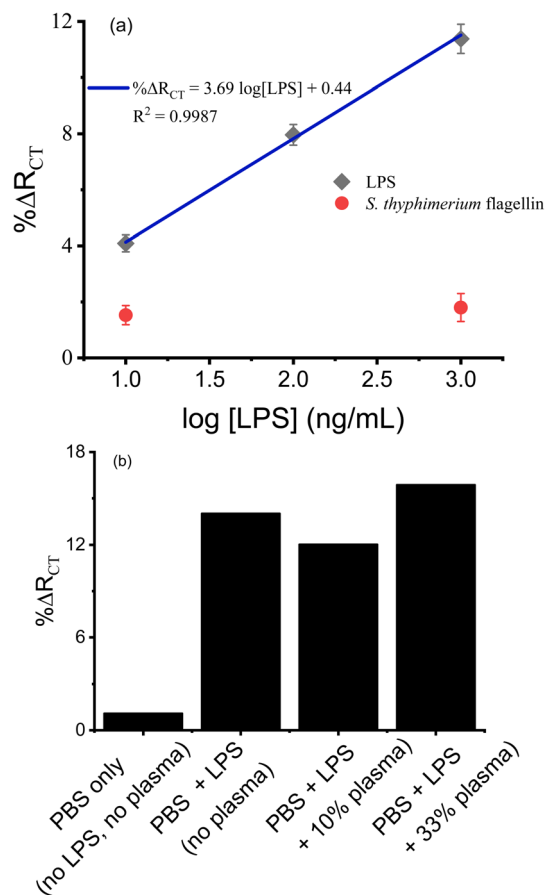 (a)
12
8
4
0
%ΔR_CT
%ΔR_CT = 3.69 log[LPS] + 0.44
R² = 0.9987
LPS
S. thyphimerium flagellin
1.0 1.5 2.0 2.5 3.0
log [LPS] (ng/mL)
(b)
18
12
6
0
%ΔR_CT
PBS only
(no LPS, no plasma)
PBS + LPS
(no plasma)
PBS + LPS
+ 10% plasma)
PBS + LPS
+ 33% plasma)